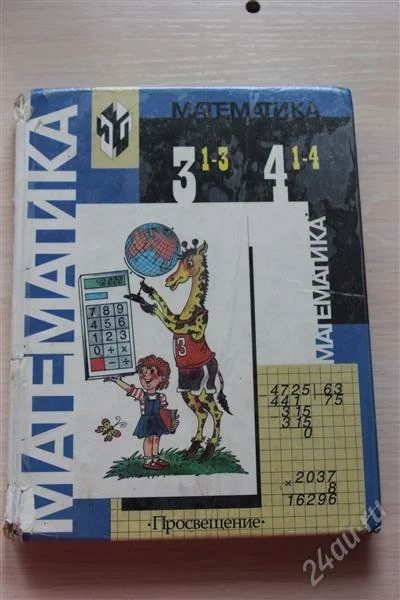 МАТЕМАТИКА
МАТЕМАТИКА
3 1-3 4 1-4
МАТЕМАТИКА
7 8 9
4 5 6
1 2 3
0 + ×
- ÷
3
4725 | 63
441 75
315
315
0
× 2037
8
16296
·Просвещение·
24au.ru